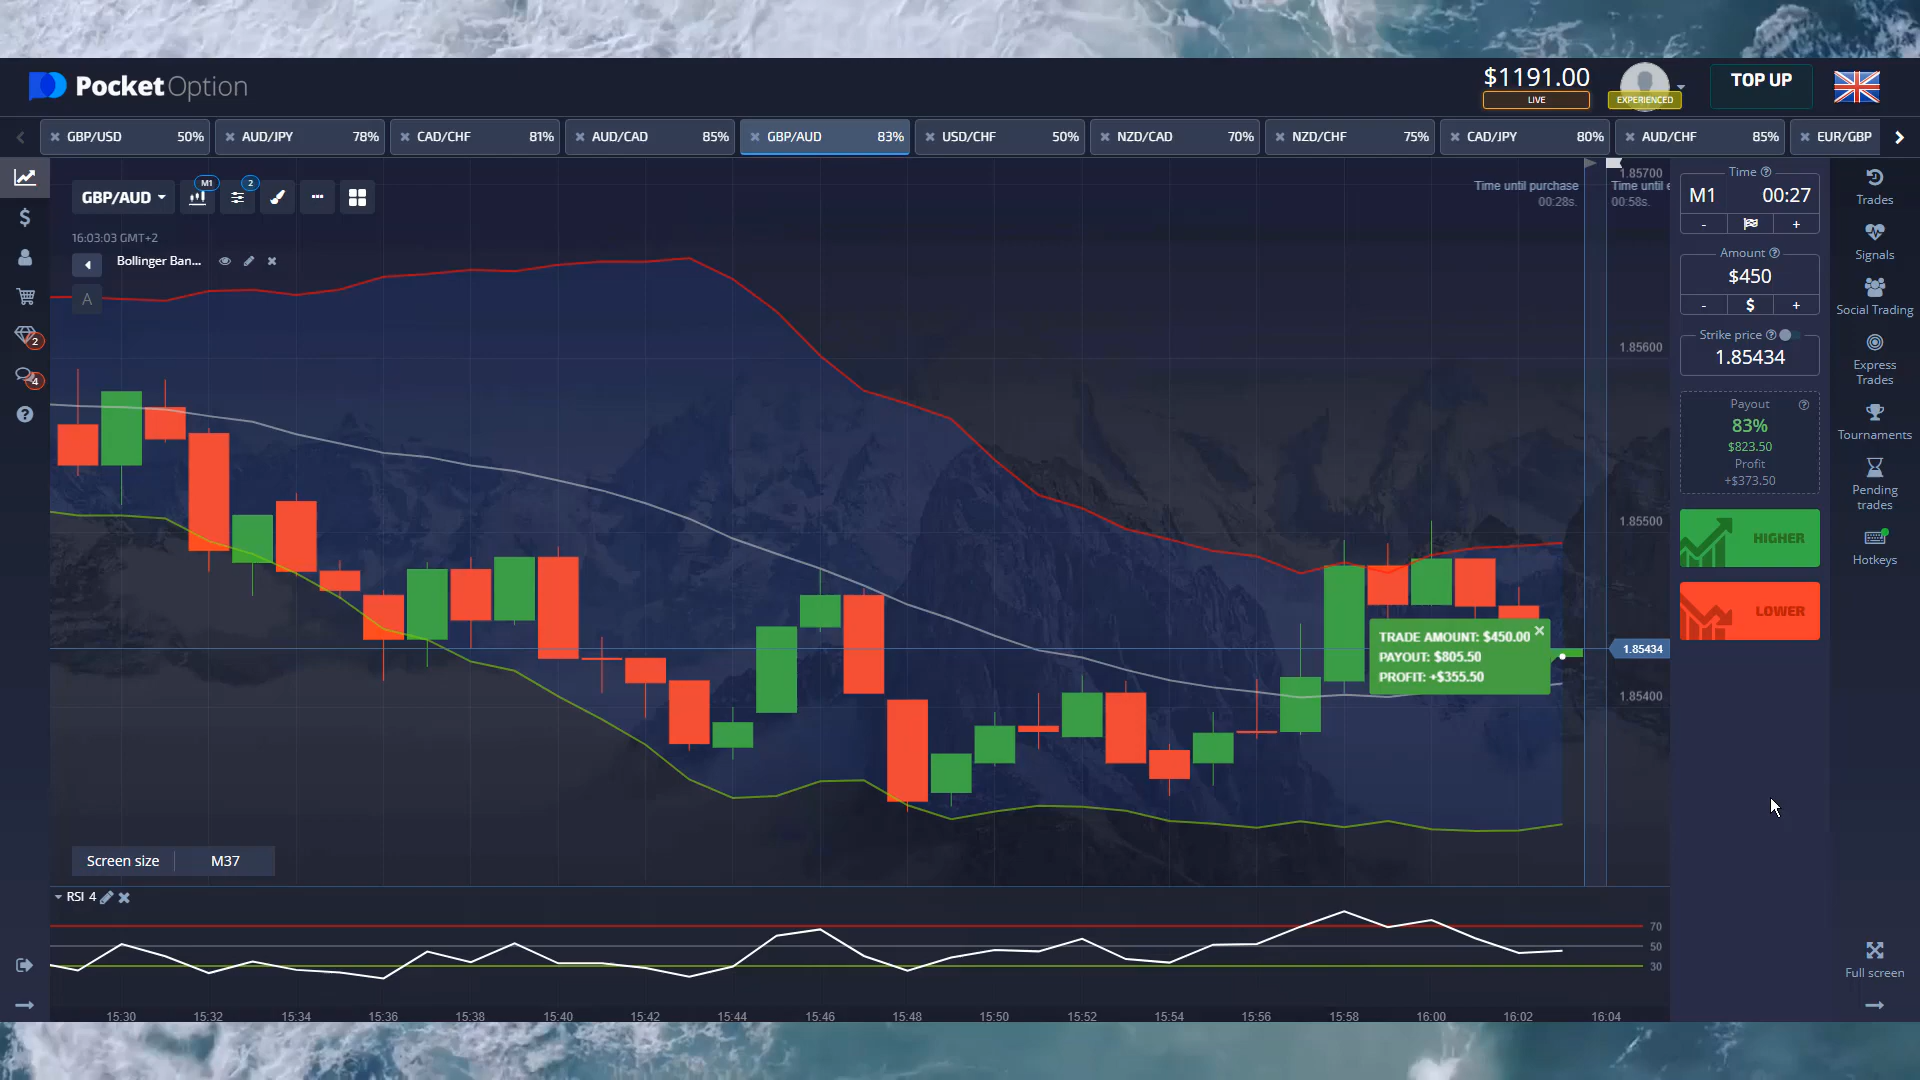 PocketOption
$1191.00
LIVE
EXPERIENCED
TOP UP
GBP/USD 50%
AUD/JPY 78%
CAD/CHF 81%
AUD/CAD 85%
GBP/AUD 83%
USD/CHF 50%
NZD/CAD 70%
NZD/CHF 75%
CAD/JPY 80%
AUD/CHF 85%
EUR/GBP
GBP/AUD
M1
2
16:03:03 GMT+2
Bollinger Ban...
A
2
4
Time until purchase
00:28s.
Time until e
00:58s.
1.85700
1.85600
1.85500
1.85434
1.85400
TRADE AMOUNT: $450.00
PAYOUT: $805.50
PROFIT: +$355.50
Time
M1 00:27
- +
Amount
$450
- $ +
Strike price
1.85434
Payout
83%
$823.50
Profit
+$373.50
HIGHER
LOWER
Trades
Signals
Social Trading
Express
Trades
Tournaments
Pending
trades
Hotkeys
Full screen
Screen size M37
RSI 4
70
50
30
15:30 15:32 15:34 15:36 15:38 15:40 15:42 15:44 15:46 15:48 15:50 15:52 15:54 15:56 15:58 16:00 16:02 16:04